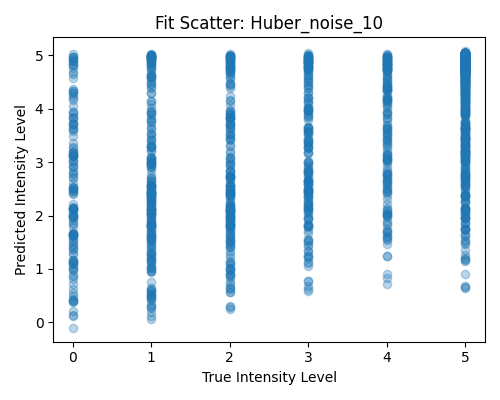 Fit Scatter: Huber_noise_10
Predicted Intensity Level
5
4
3
2
1
0
0 1 2 3 4 5
True Intensity Level